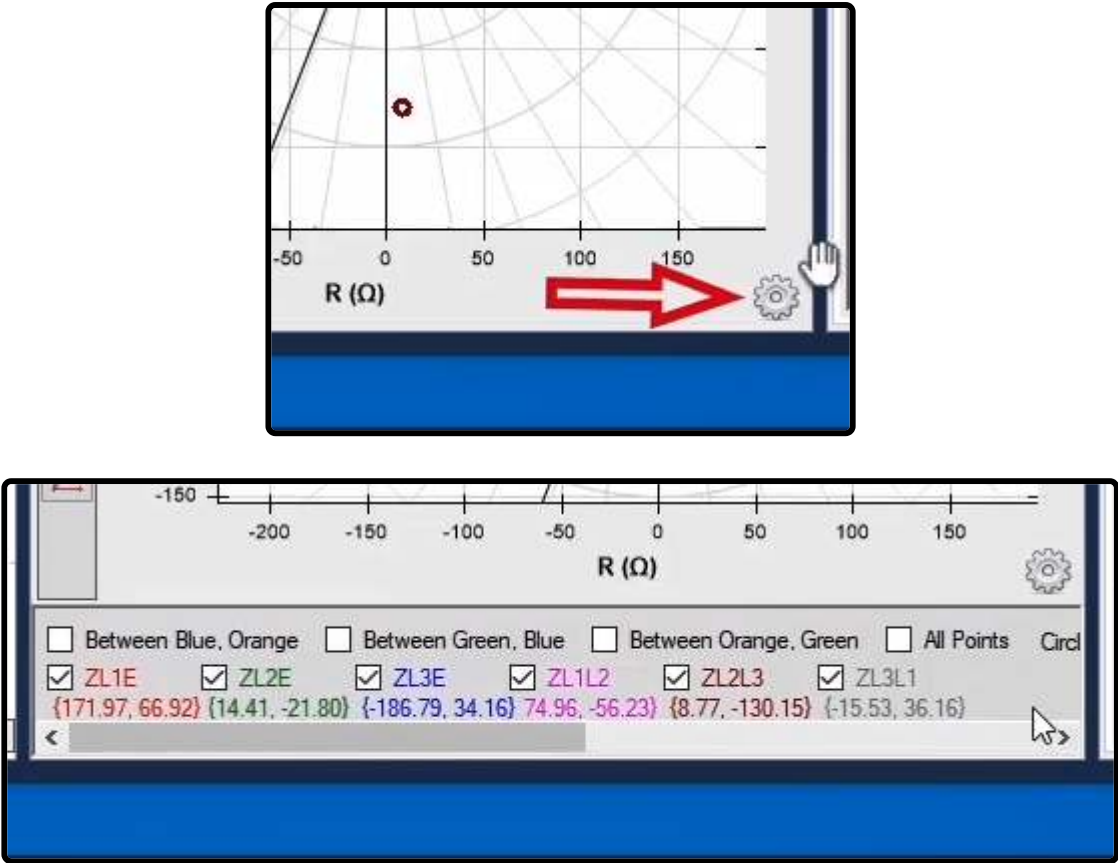 -50 0 50 100 150
R (Ω)
-150
-200 -150 -100 -50 0 50 100 150
R (Ω)
Between Blue, Orange Between Green, Blue Between Orange, Green All Points Circl
ZL1E ZL2E ZL3E ZL1L2 ZL2L3 ZL3L1
{171.97, 66.92} {14.41, -21.80} {-186.79, 34.16} 74.96, -56.23} {8.77, -130.15} {-15.53, 36.16}